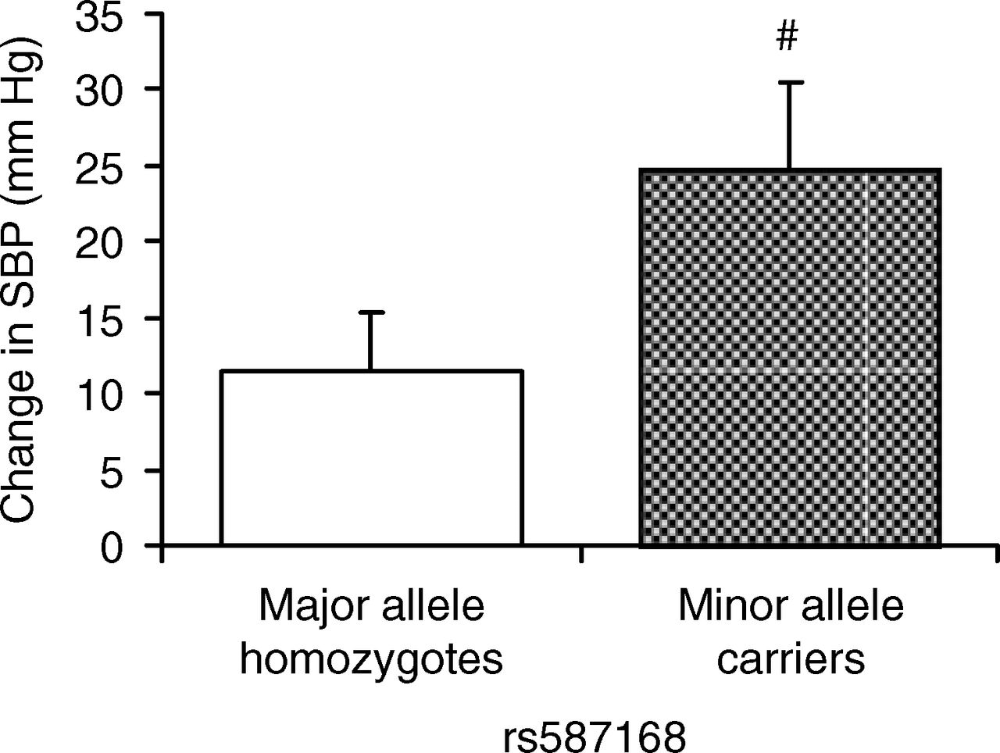 Change in SBP (mm Hg)
35
30
25
20
15
10
5
0
#
Major allele
homozygotes
Minor allele
carriers
rs587168